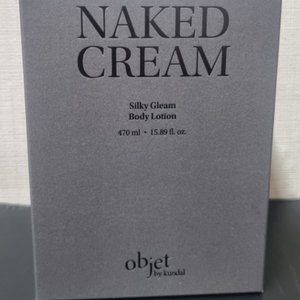 NAKED
CREAM
Silky Gleam
Body Lotion
470 ml • 15.89 fl. oz.
objet
by kundal